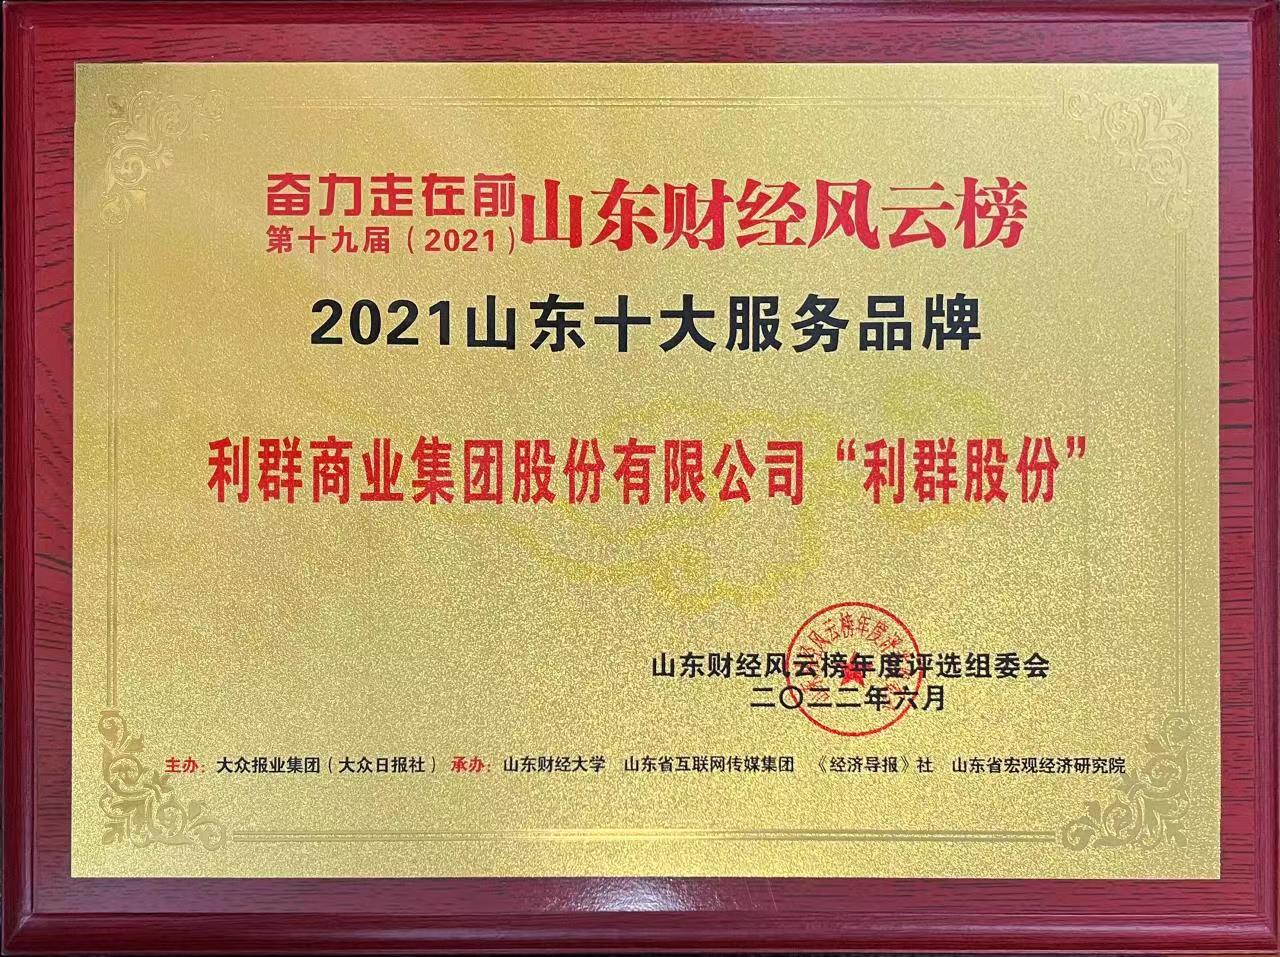 奋力走在前
第十九届（2021）
山东财经风云榜
2021山东十大服务品牌
利群商业集团股份有限公司“利群股份”
山东财经风云榜年度评选组委会
二〇二二年六月
主办：大众报业集团（大众日报社） 承办：山东财经大学 山东省互联网传媒集团 《经济导报》社 山东省宏观经济研究院